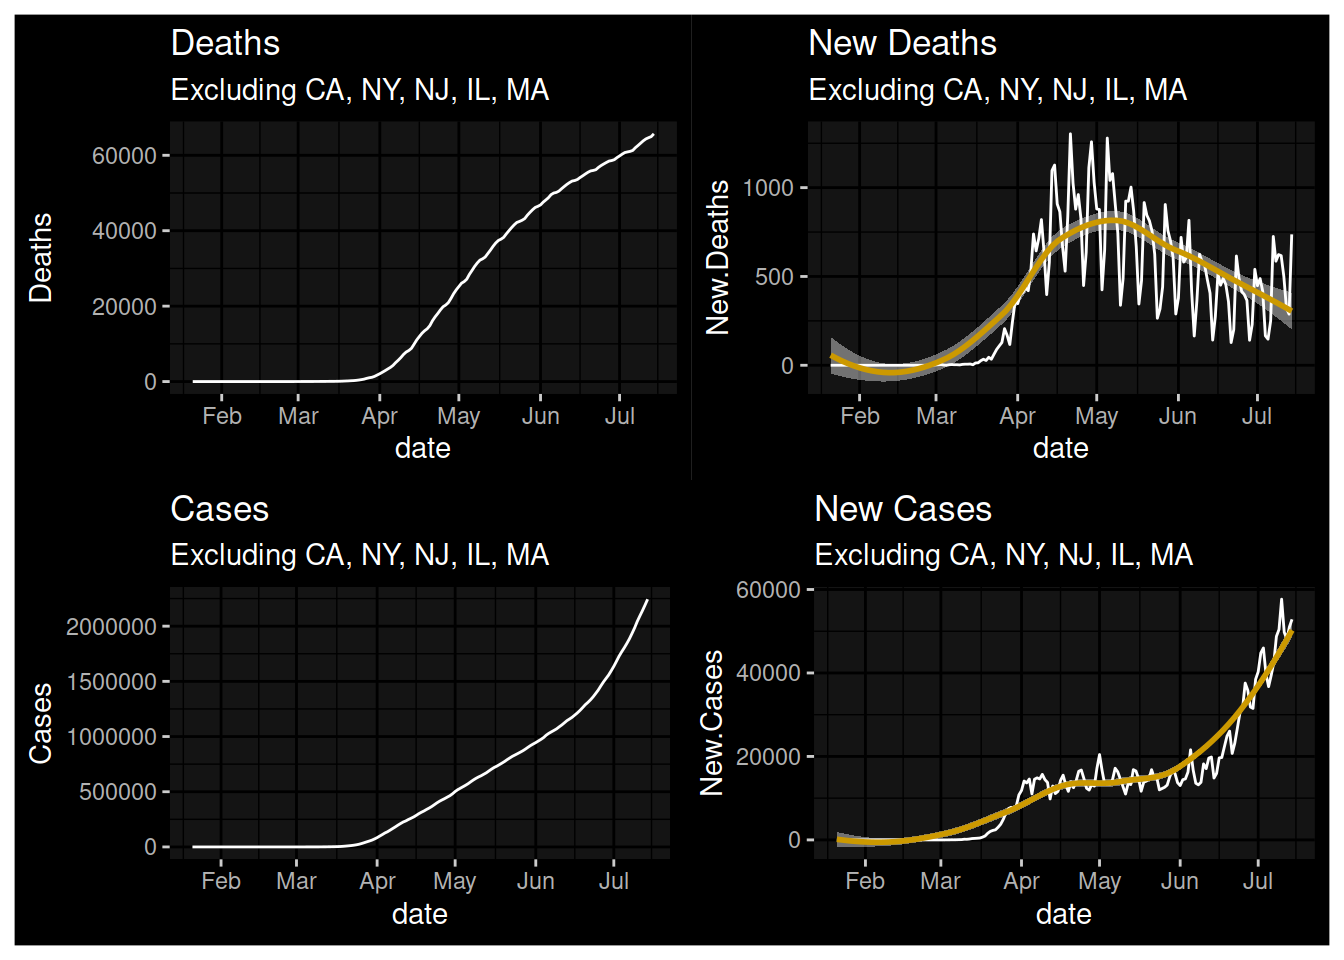 Deaths
Excluding CA, NY, NJ, IL, MA
Deaths
60000
40000
20000
0
Feb Mar Apr May Jun Jul
date
New Deaths
Excluding CA, NY, NJ, IL, MA
New.Deaths
1000
500
0
Feb Mar Apr May Jun Jul
date
Cases
Excluding CA, NY, NJ, IL, MA
Cases
2000000
1500000
1000000
500000
0
Feb Mar Apr May Jun Jul
date
New Cases
Excluding CA, NY, NJ, IL, MA
New.Cases
60000
40000
20000
0
Feb Mar Apr May Jun Jul
date